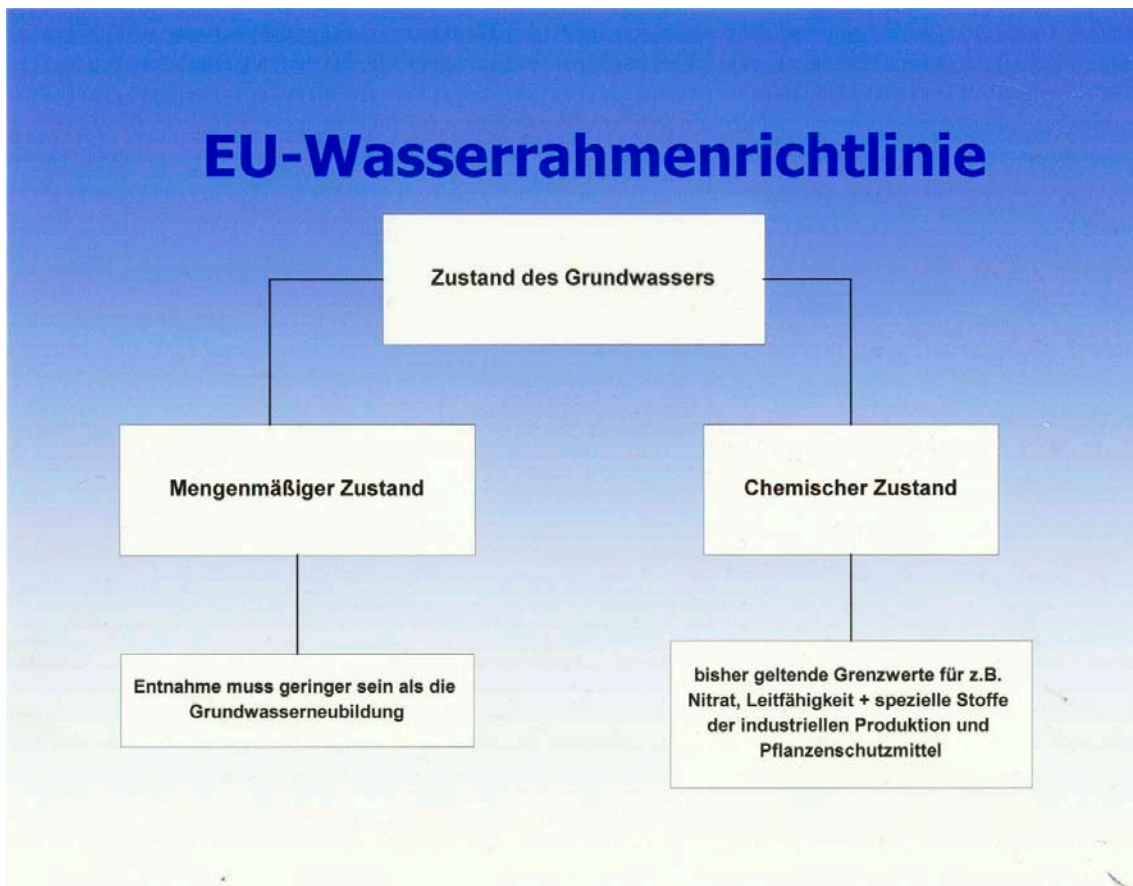 EU-Wasserrahmenrichtlinie
Zustand des Grundwassers
Mengenmäßiger Zustand
Chemischer Zustand
Entnahme muss geringer sein als die
Grundwasserneubildung
bisher geltende Grenzwerte für z.B.
Nitrat, Leitfähigkeit + spezielle Stoffe
der industriellen Produktion und
Pflanzenschutzmittel